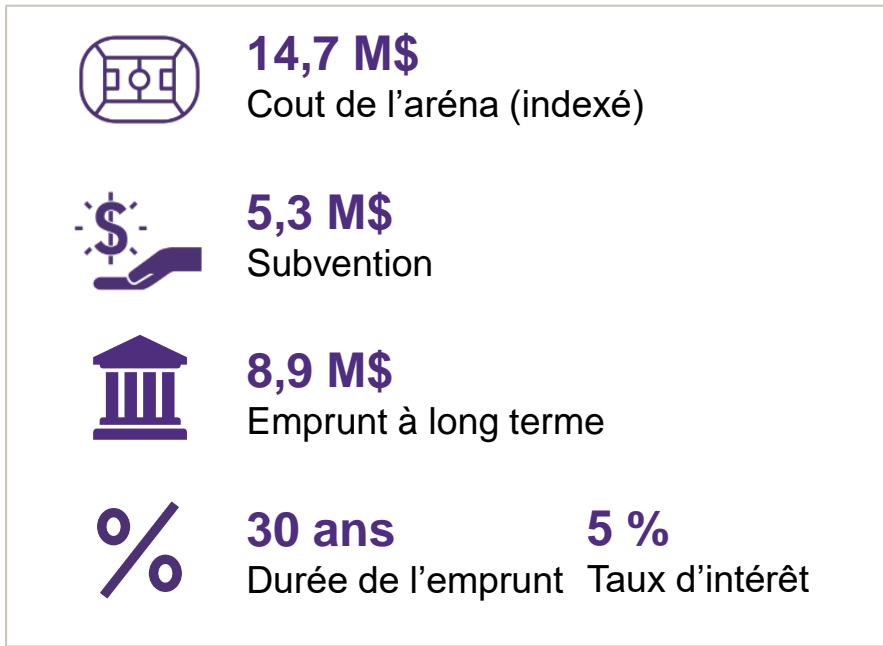 14,7 M$
Cout de l’aréna (indexé)
5,3 M$
Subvention
8,9 M$
Emprunt à long terme
30 ans
Durée de l’emprunt
5 %
Taux d’intérêt